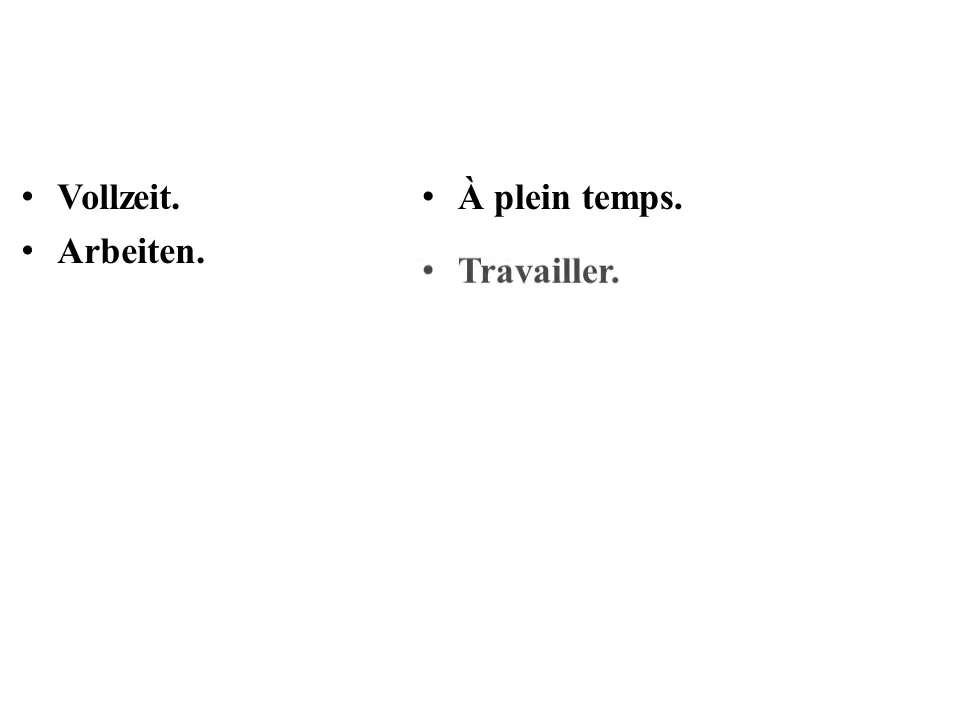 • Vollzeit.
• Arbeiten.
• À plein temps.
• Travailler.